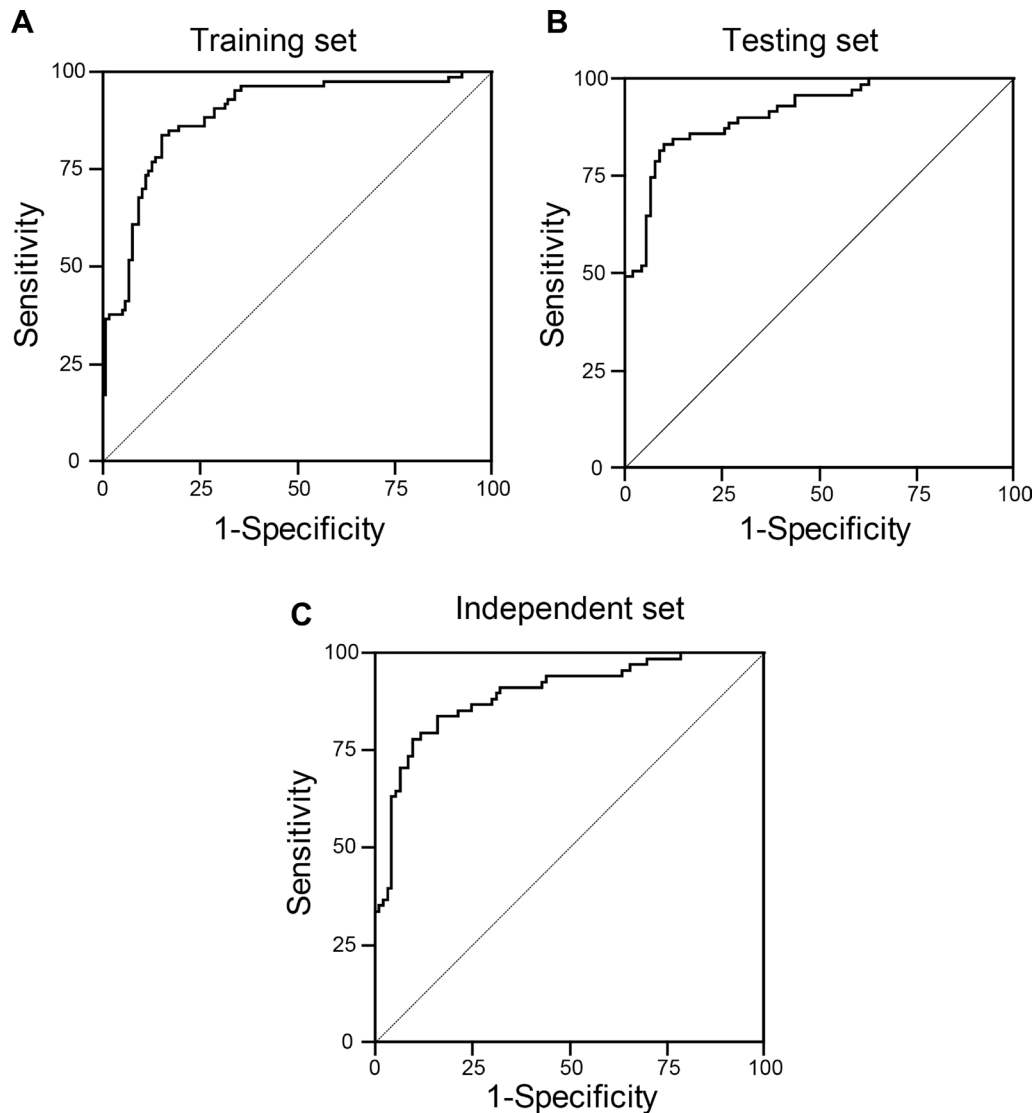 A
Training set
100
75
50
25
0
0 25 50 75 100
Sensitivity
1-Specificity
B
Testing set
100
75
50
25
0
0 25 50 75 100
Sensitivity
1-Specificity
C
Independent set
100
75
50
25
0
0 25 50 75 100
Sensitivity
1-Specificity